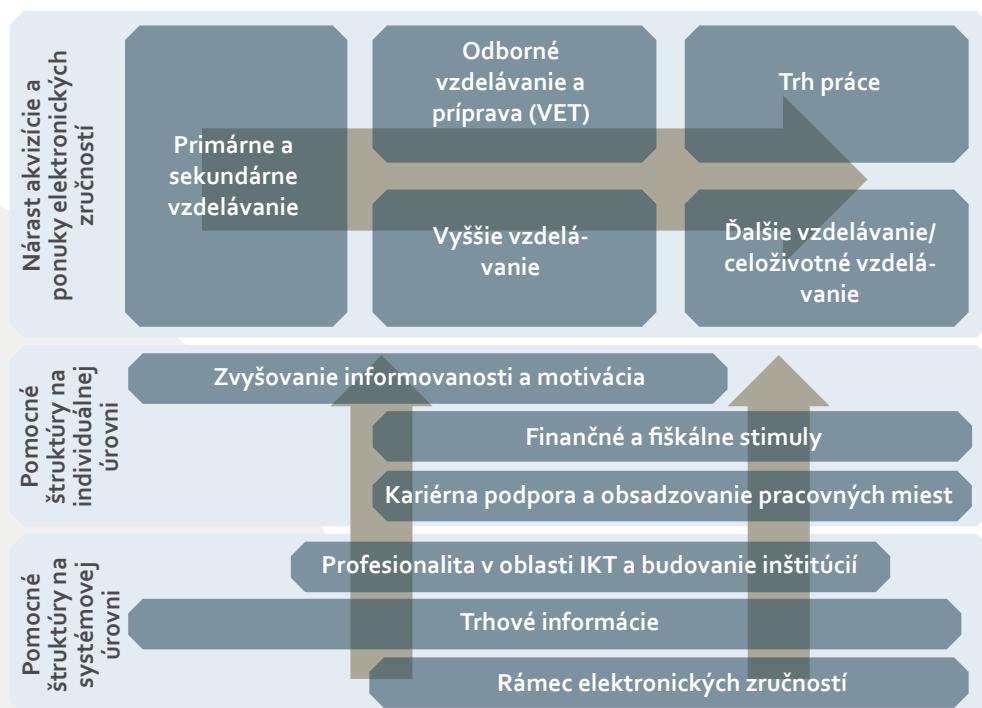 Nárast akvizície a
ponuky elektronických
zručností
Primárne a
sekundárne
vzdelávanie
Odborné
vzdelávanie a
príprava (VET)
Vyššie vzdelá-
vanie
Trh práce
Ďalšie vzdelávanie/
celoživotné vzdelá-
vanie
Pomocné
štruktúry na
individuálnej
úrovni
Zvyšovanie informovanosti a motivácia
Finančné a fiškálne stimuly
Kariérna podpora a obsadzovanie pracovných miest
Pomocné
štruktúry na
systémovej
úrovni
Profesionalita v oblasti IKT a budovanie inštitúcií
Trhové informácie
Rámec elektronických zručností